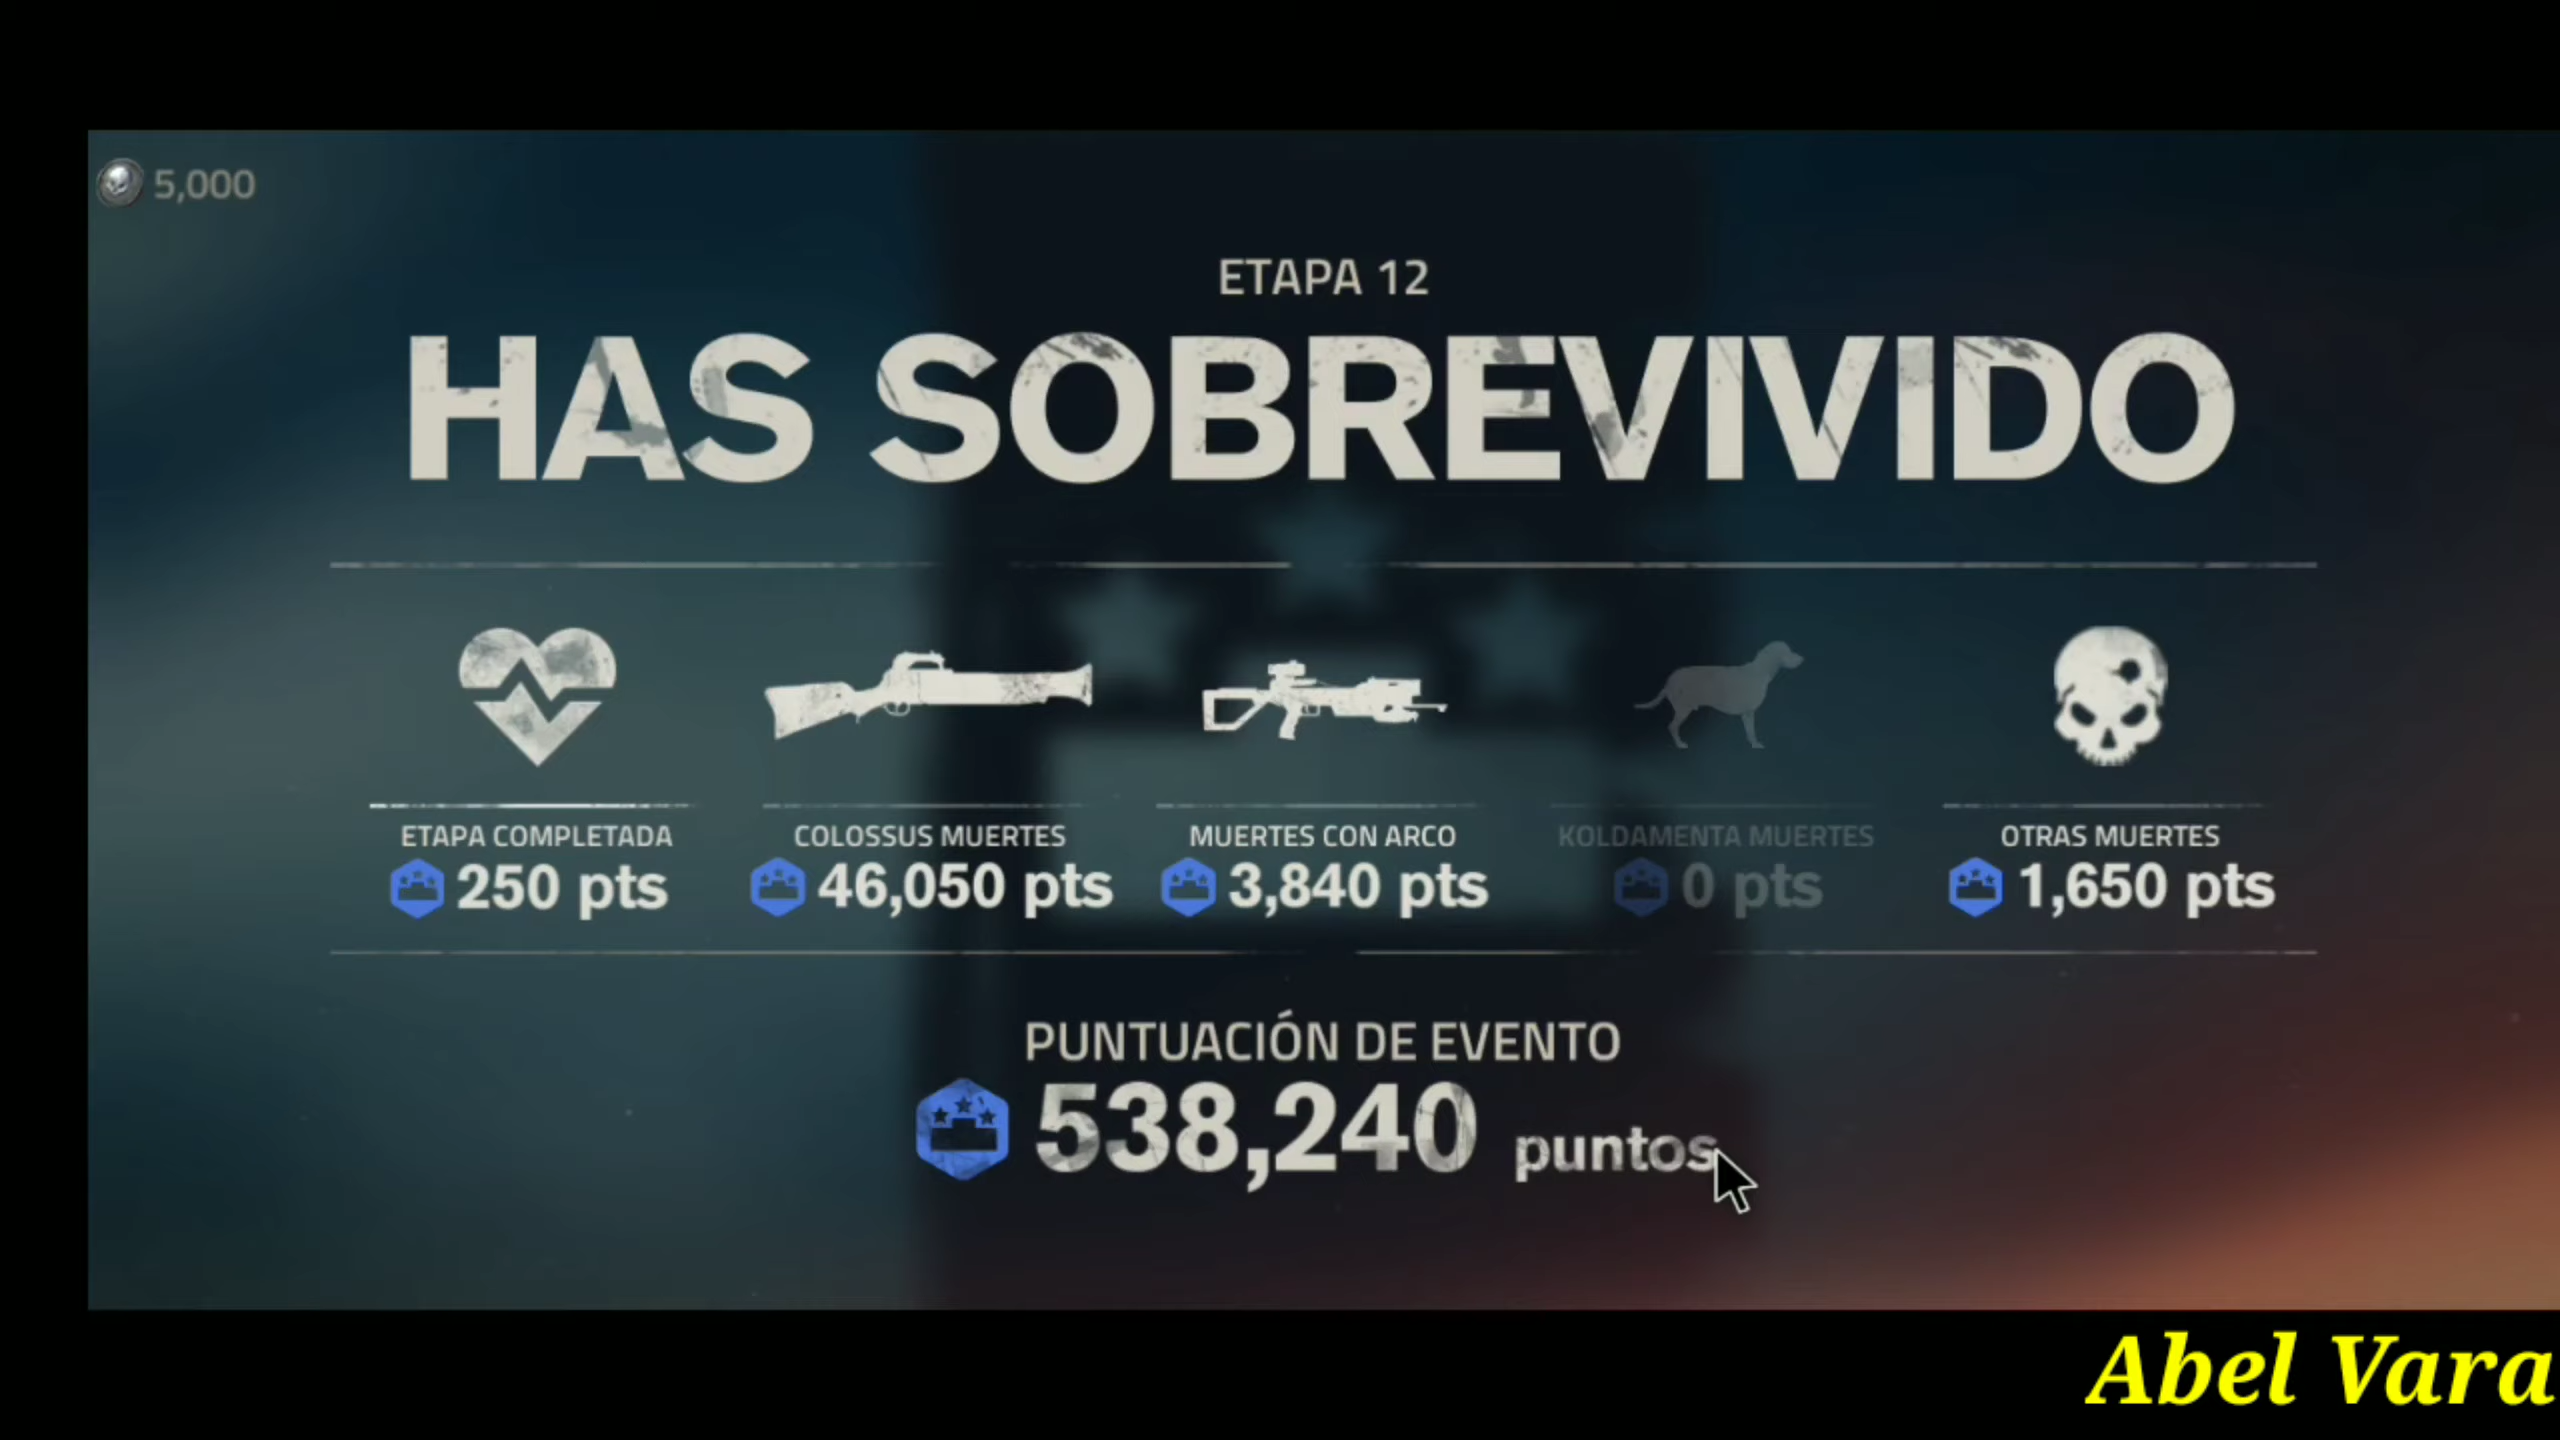 5,000
ETAPA 12
HAS SOBREVIVIDO
ETAPA COMPLETADA
250 pts
COLOSSUS MUERTES
46,050 pts
MUERTES CON ARCO
3,840 pts
KOLDAMENTA MUERTES
0 pts
OTRAS MUERTES
1,650 pts
PUNTUACIÓN DE EVENTO
538,240 puntos
Abel Vara